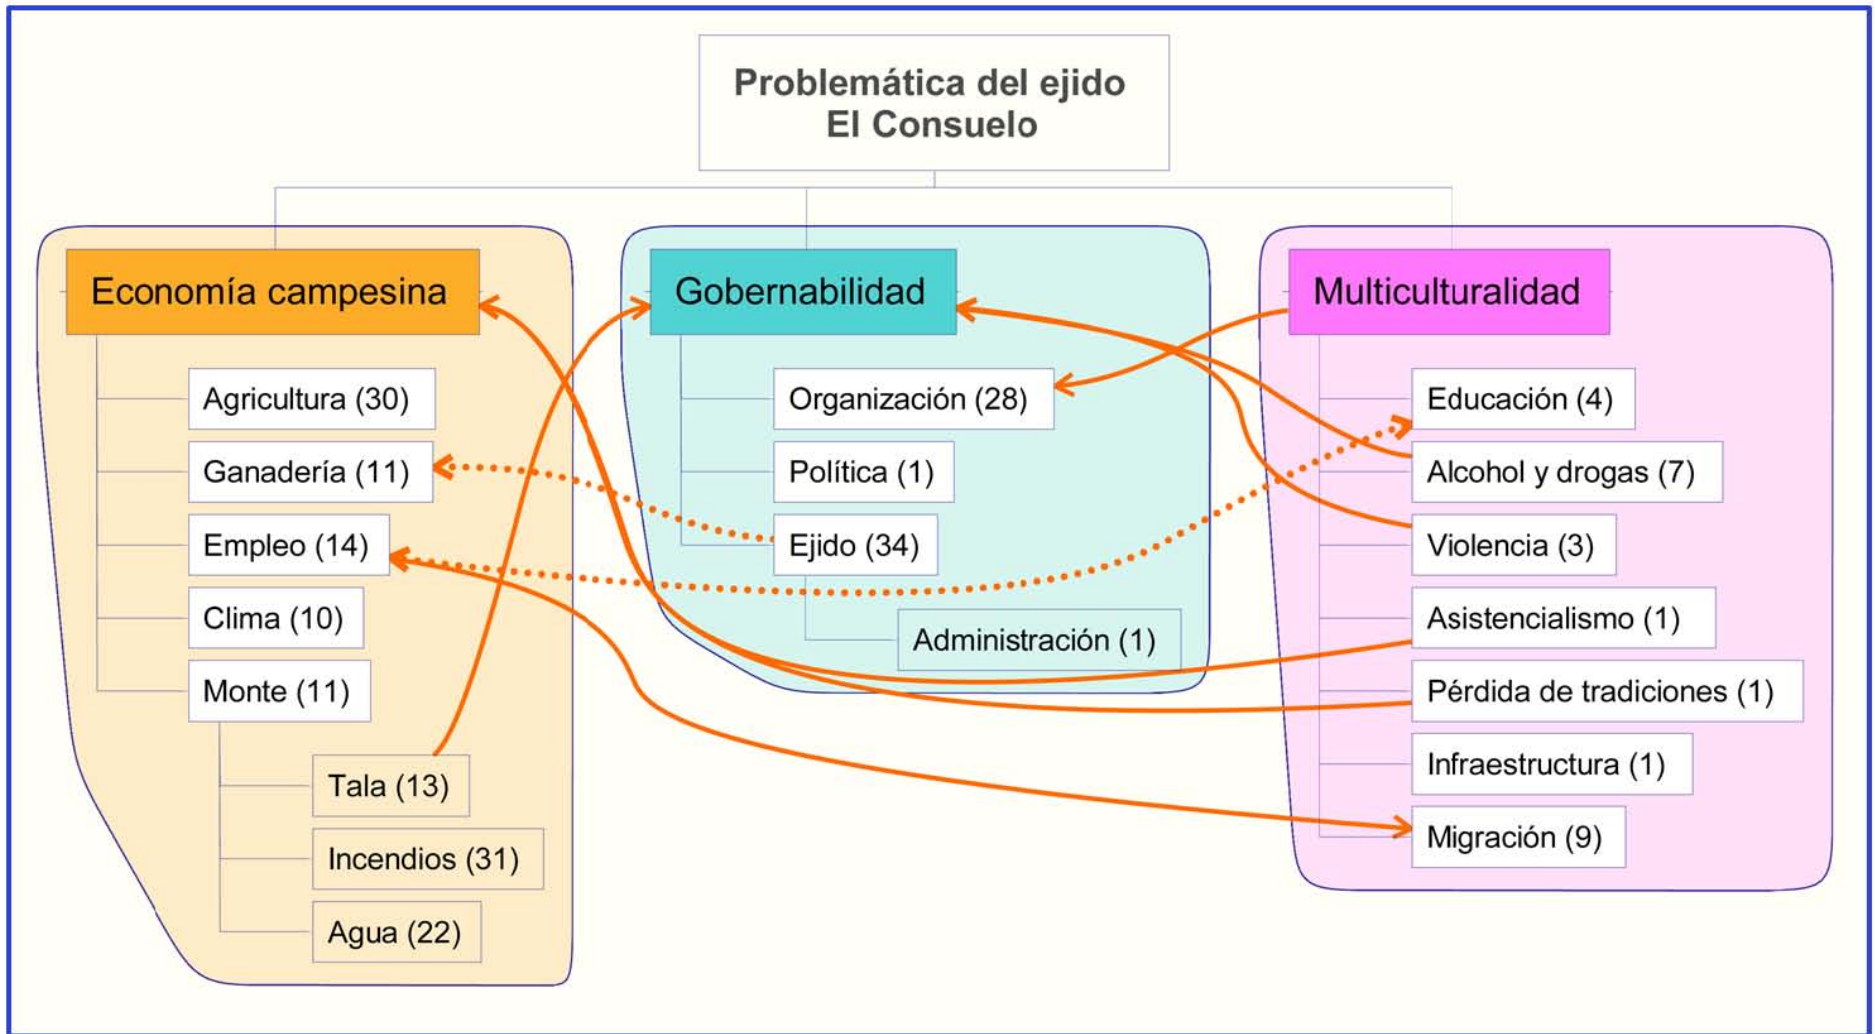 Problemática del ejido
El Consuelo
Economía campesina
Agricultura (30)
Ganadería (11)
Empleo (14)
Clima (10)
Monte (11)
Tala (13)
Incendios (31)
Agua (22)
Gobernabilidad
Organización (28)
Política (1)
Ejido (34)
Administración (1)
Multiculturalidad
Educación (4)
Alcohol y drogas (7)
Violencia (3)
Asistencialismo (1)
Pérdida de tradiciones (1)
Infraestructura (1)
Migración (9)